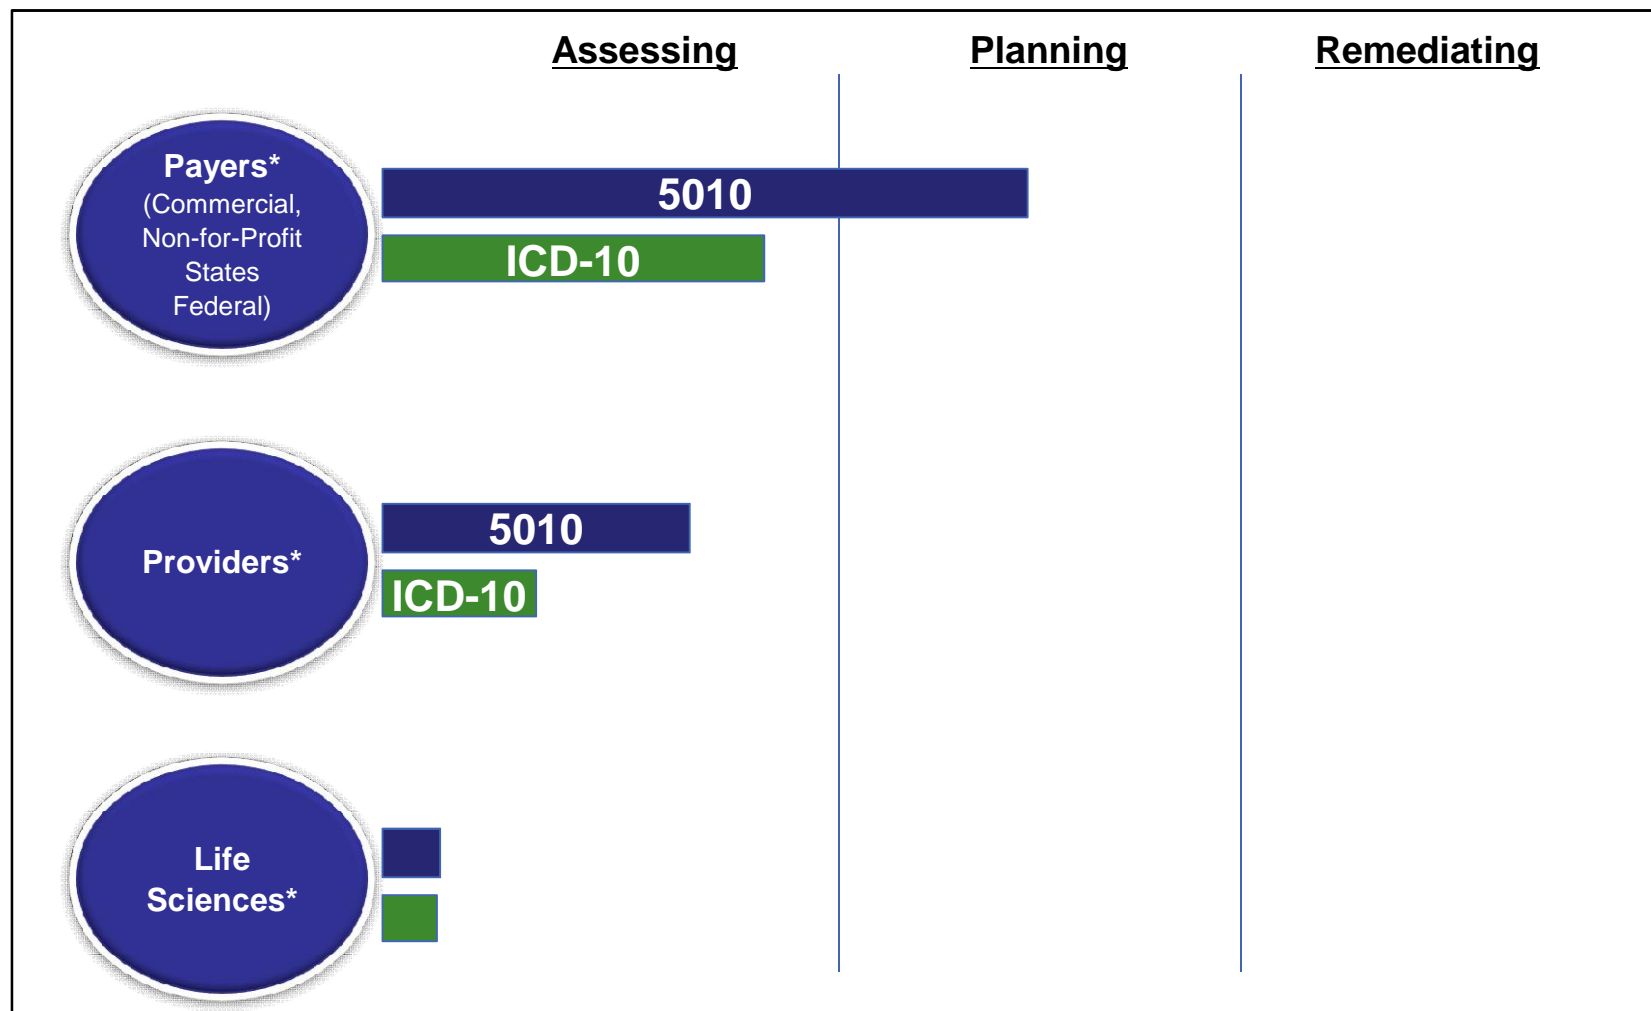 Assessing Planning Remediating
Payers*
(Commercial,
Non-for-Profit
States
Federal)
5010
ICD-10
Providers*
5010
ICD-10
Life
Sciences*